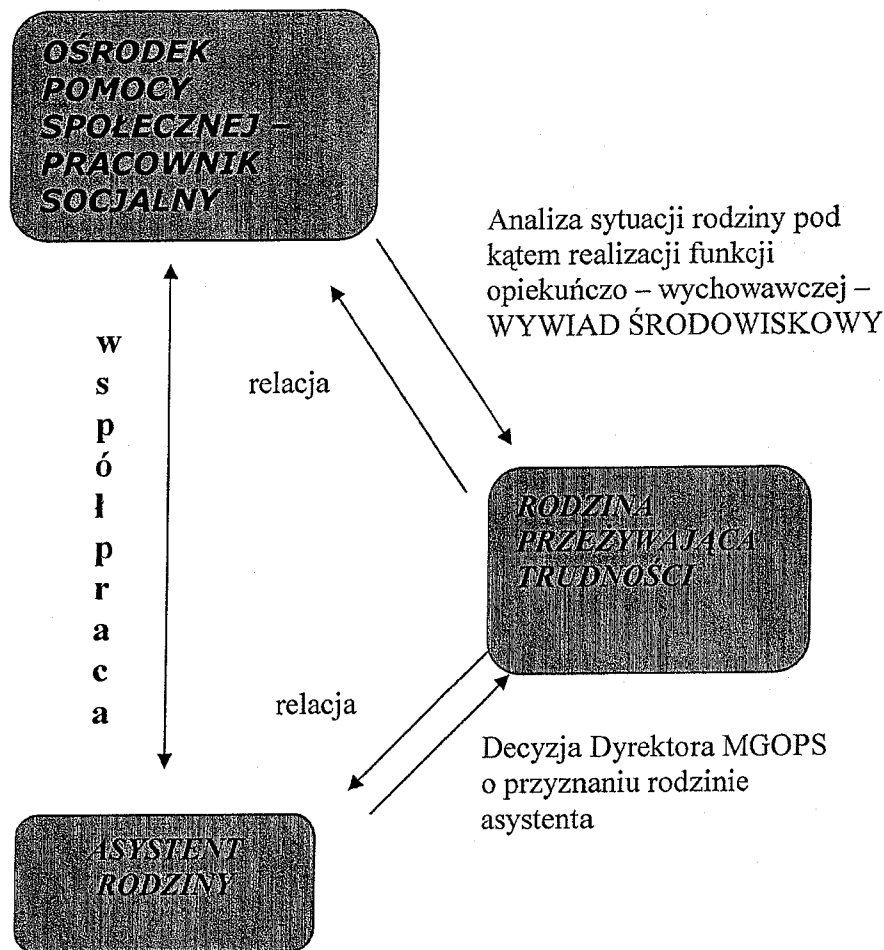 OŚRODEK
POMOCY
SPOŁECZNEJ –
PRACOWNIK
SOCJALNY
Analiza sytuacji rodziny pod
kątem realizacji funkcji
opiekuńczo – wychowawczej –
WYWIAD ŚRODOWISKOWY
współpraca
relacja
RODZINA
PRZEŻYWAJĄCA
TRUDNOŚCI
relacja
Decyzja Dyrektora MGOPS
o przyznaniu rodzinie
asystenta
ASYSTENT
RODZINY